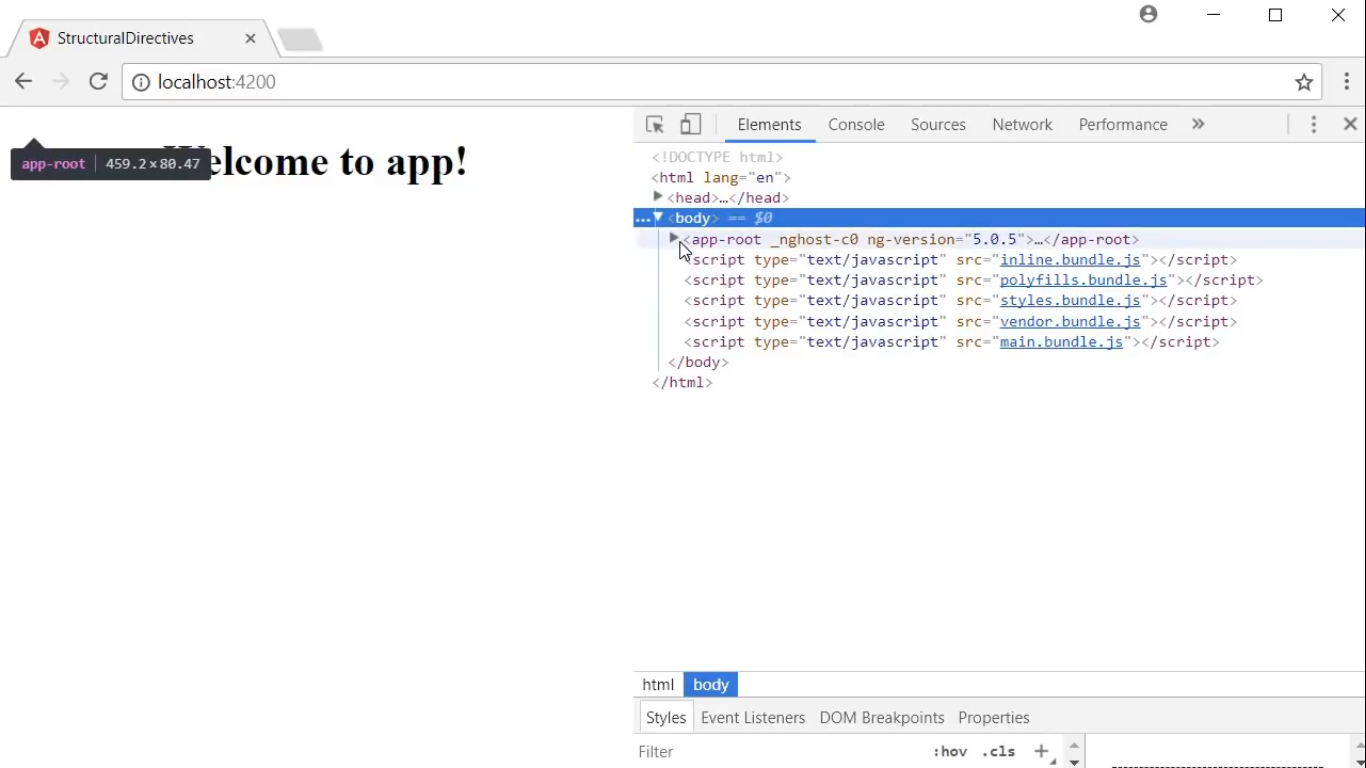 StructuralDirectives
localhost:4200
app-root 459.2×80.47
Welcome to app!
Elements Console Sources Network Performance »
<!DOCTYPE html>
<html lang="en">
<head>…</head>
…<body> == $0
<app-root _nghost-c0 ng-version="5.0.5">…</app-root>
<script type="text/javascript" src="inline.bundle.js"></script>
<script type="text/javascript" src="polyfills.bundle.js"></script>
<script type="text/javascript" src="styles.bundle.js"></script>
<script type="text/javascript" src="vendor.bundle.js"></script>
<script type="text/javascript" src="main.bundle.js"></script>
</body>
</html>
html body
Styles Event Listeners DOM Breakpoints Properties
Filter :hov .cls +